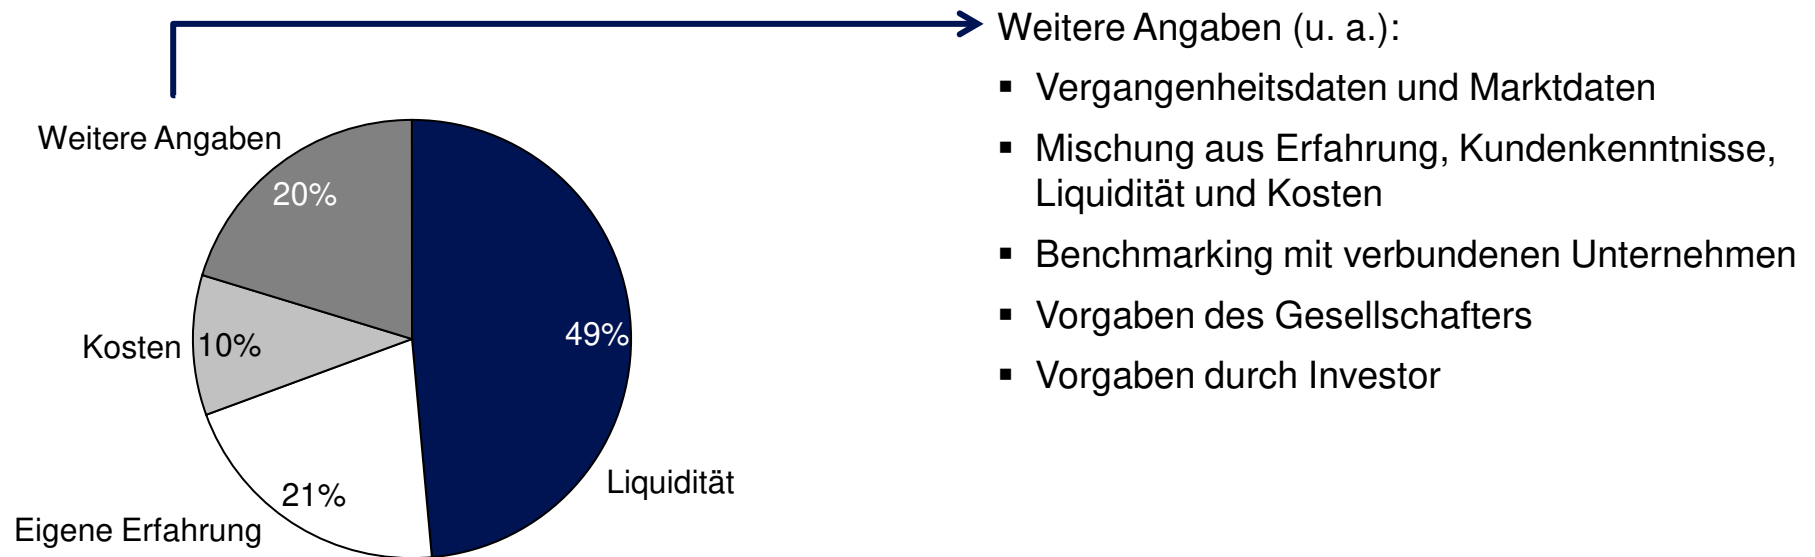 Weitere Angaben (u. a.):
▪ Vergangenheitsdaten und Marktdaten
▪ Mischung aus Erfahrung, Kundenkenntnisse,
Liquidität und Kosten
▪ Benchmarking mit verbundenen Unternehmen
▪ Vorgaben des Gesellschafters
▪ Vorgaben durch Investor
Weitere Angaben
20%
Kosten
10%
49%
Liquidität
21%
Eigene Erfahrung